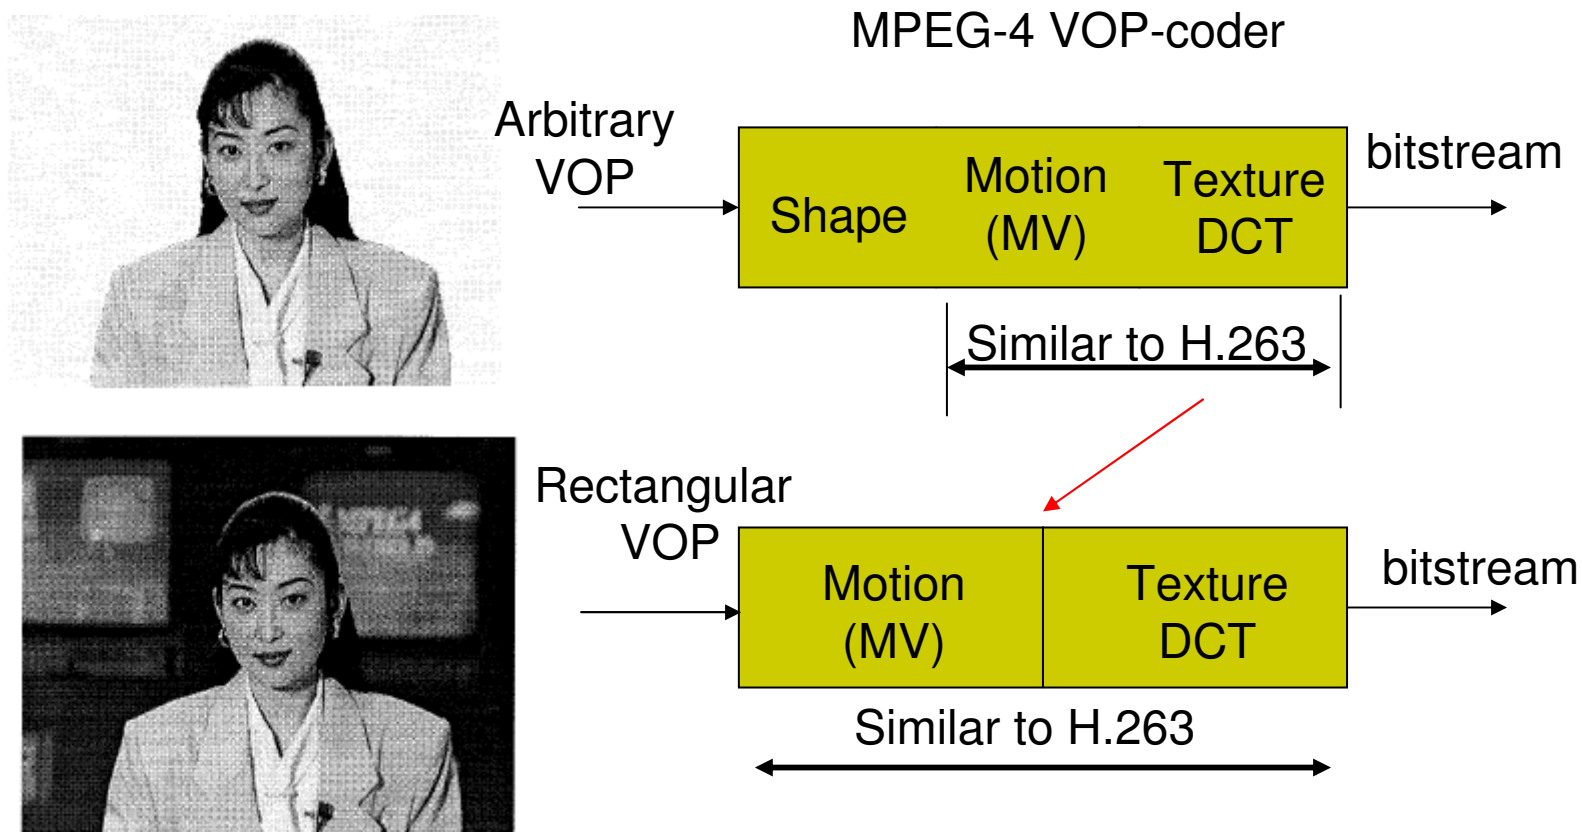 MPEG-4 VOP-coder
Arbitrary
VOP
Shape
Motion
(MV)
Texture
DCT
bitstream
Similar to H.263
Rectangular
VOP
Motion
(MV)
Texture
DCT
bitstream
Similar to H.263